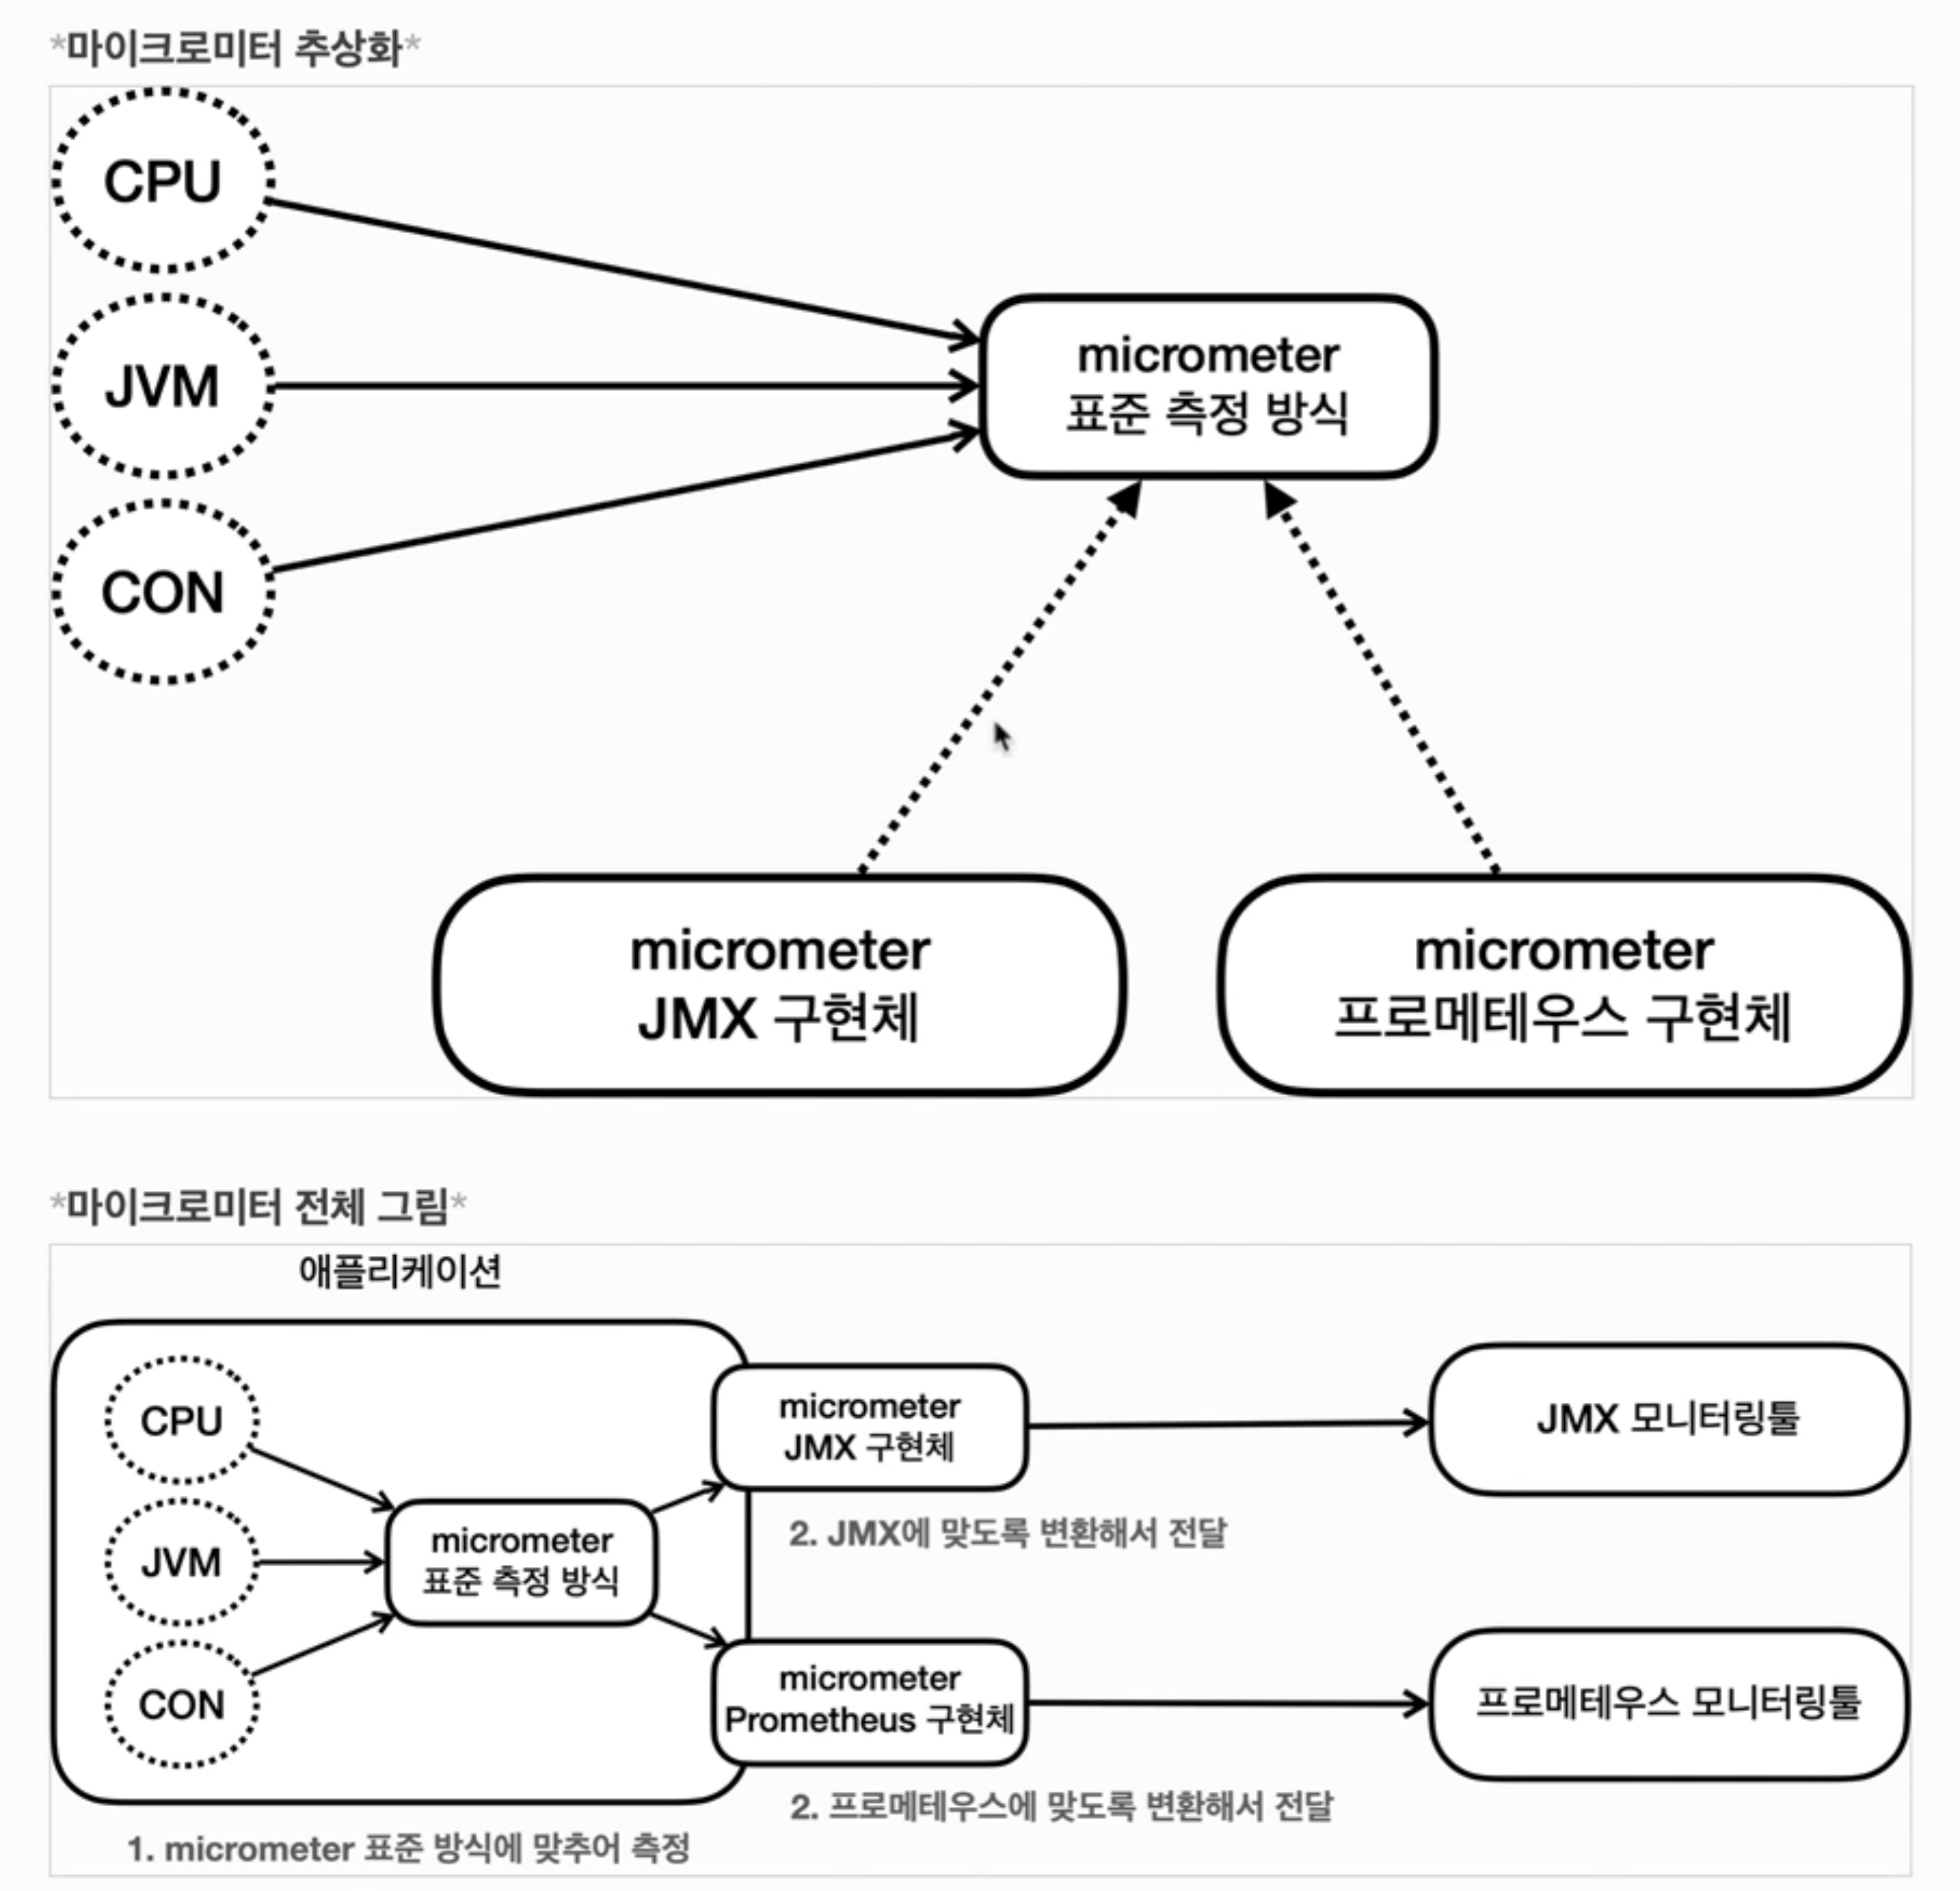 *마이크로미터 추상화*
CPU
JVM
CON
micrometer
표준 측정 방식
micrometer
JMX 구현체
micrometer
프로메테우스 구현체
*마이크로미터 전체 그림*
애플리케이션
CPU
JVM
CON
micrometer
표준 측정 방식
micrometer
JMX 구현체
JMX 모니터링툴
2. JMX에 맞도록 변환해서 전달
micrometer
Prometheus 구현체
프로메테우스 모니터링툴
2. 프로메테우스에 맞도록 변환해서 전달
1. micrometer 표준 방식에 맞추어 측정